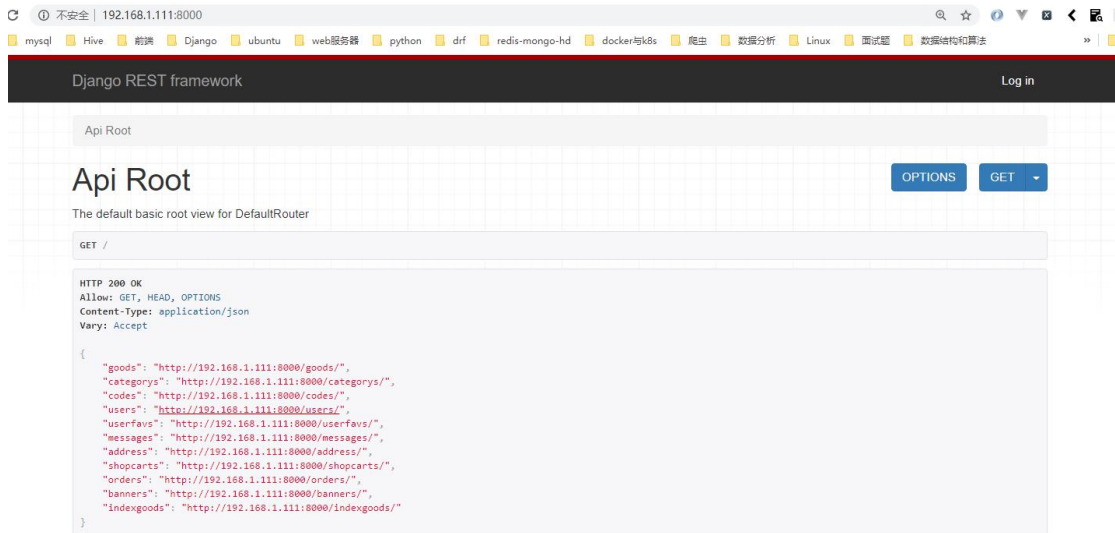 不安全 | 192.168.1.111:8000
mysql Hive 前端 Django ubuntu web服务器 python drf redis-mongo-hd docker与k8s 爬虫 数据分析 Linux 面试题 数据结构和算法 »
Django REST framework Log in
Api Root
Api Root OPTIONS GET
The default basic root view for DefaultRouter
GET /
HTTP 200 OK
Allow: GET, HEAD, OPTIONS
Content-Type: application/json
Vary: Accept
{
"goods": "http://192.168.1.111:8000/goods/",
"categorys": "http://192.168.1.111:8000/categorys/",
"codes": "http://192.168.1.111:8000/codes/",
"users": "http://192.168.1.111:8000/users/",
"userfavs": "http://192.168.1.111:8000/userfavs/",
"messages": "http://192.168.1.111:8000/messages/",
"address": "http://192.168.1.111:8000/address/",
"shopcarts": "http://192.168.1.111:8000/shopcarts/",
"orders": "http://192.168.1.111:8000/orders/",
"banners": "http://192.168.1.111:8000/banners/",
"indexgoods": "http://192.168.1.111:8000/indexgoods/"
}